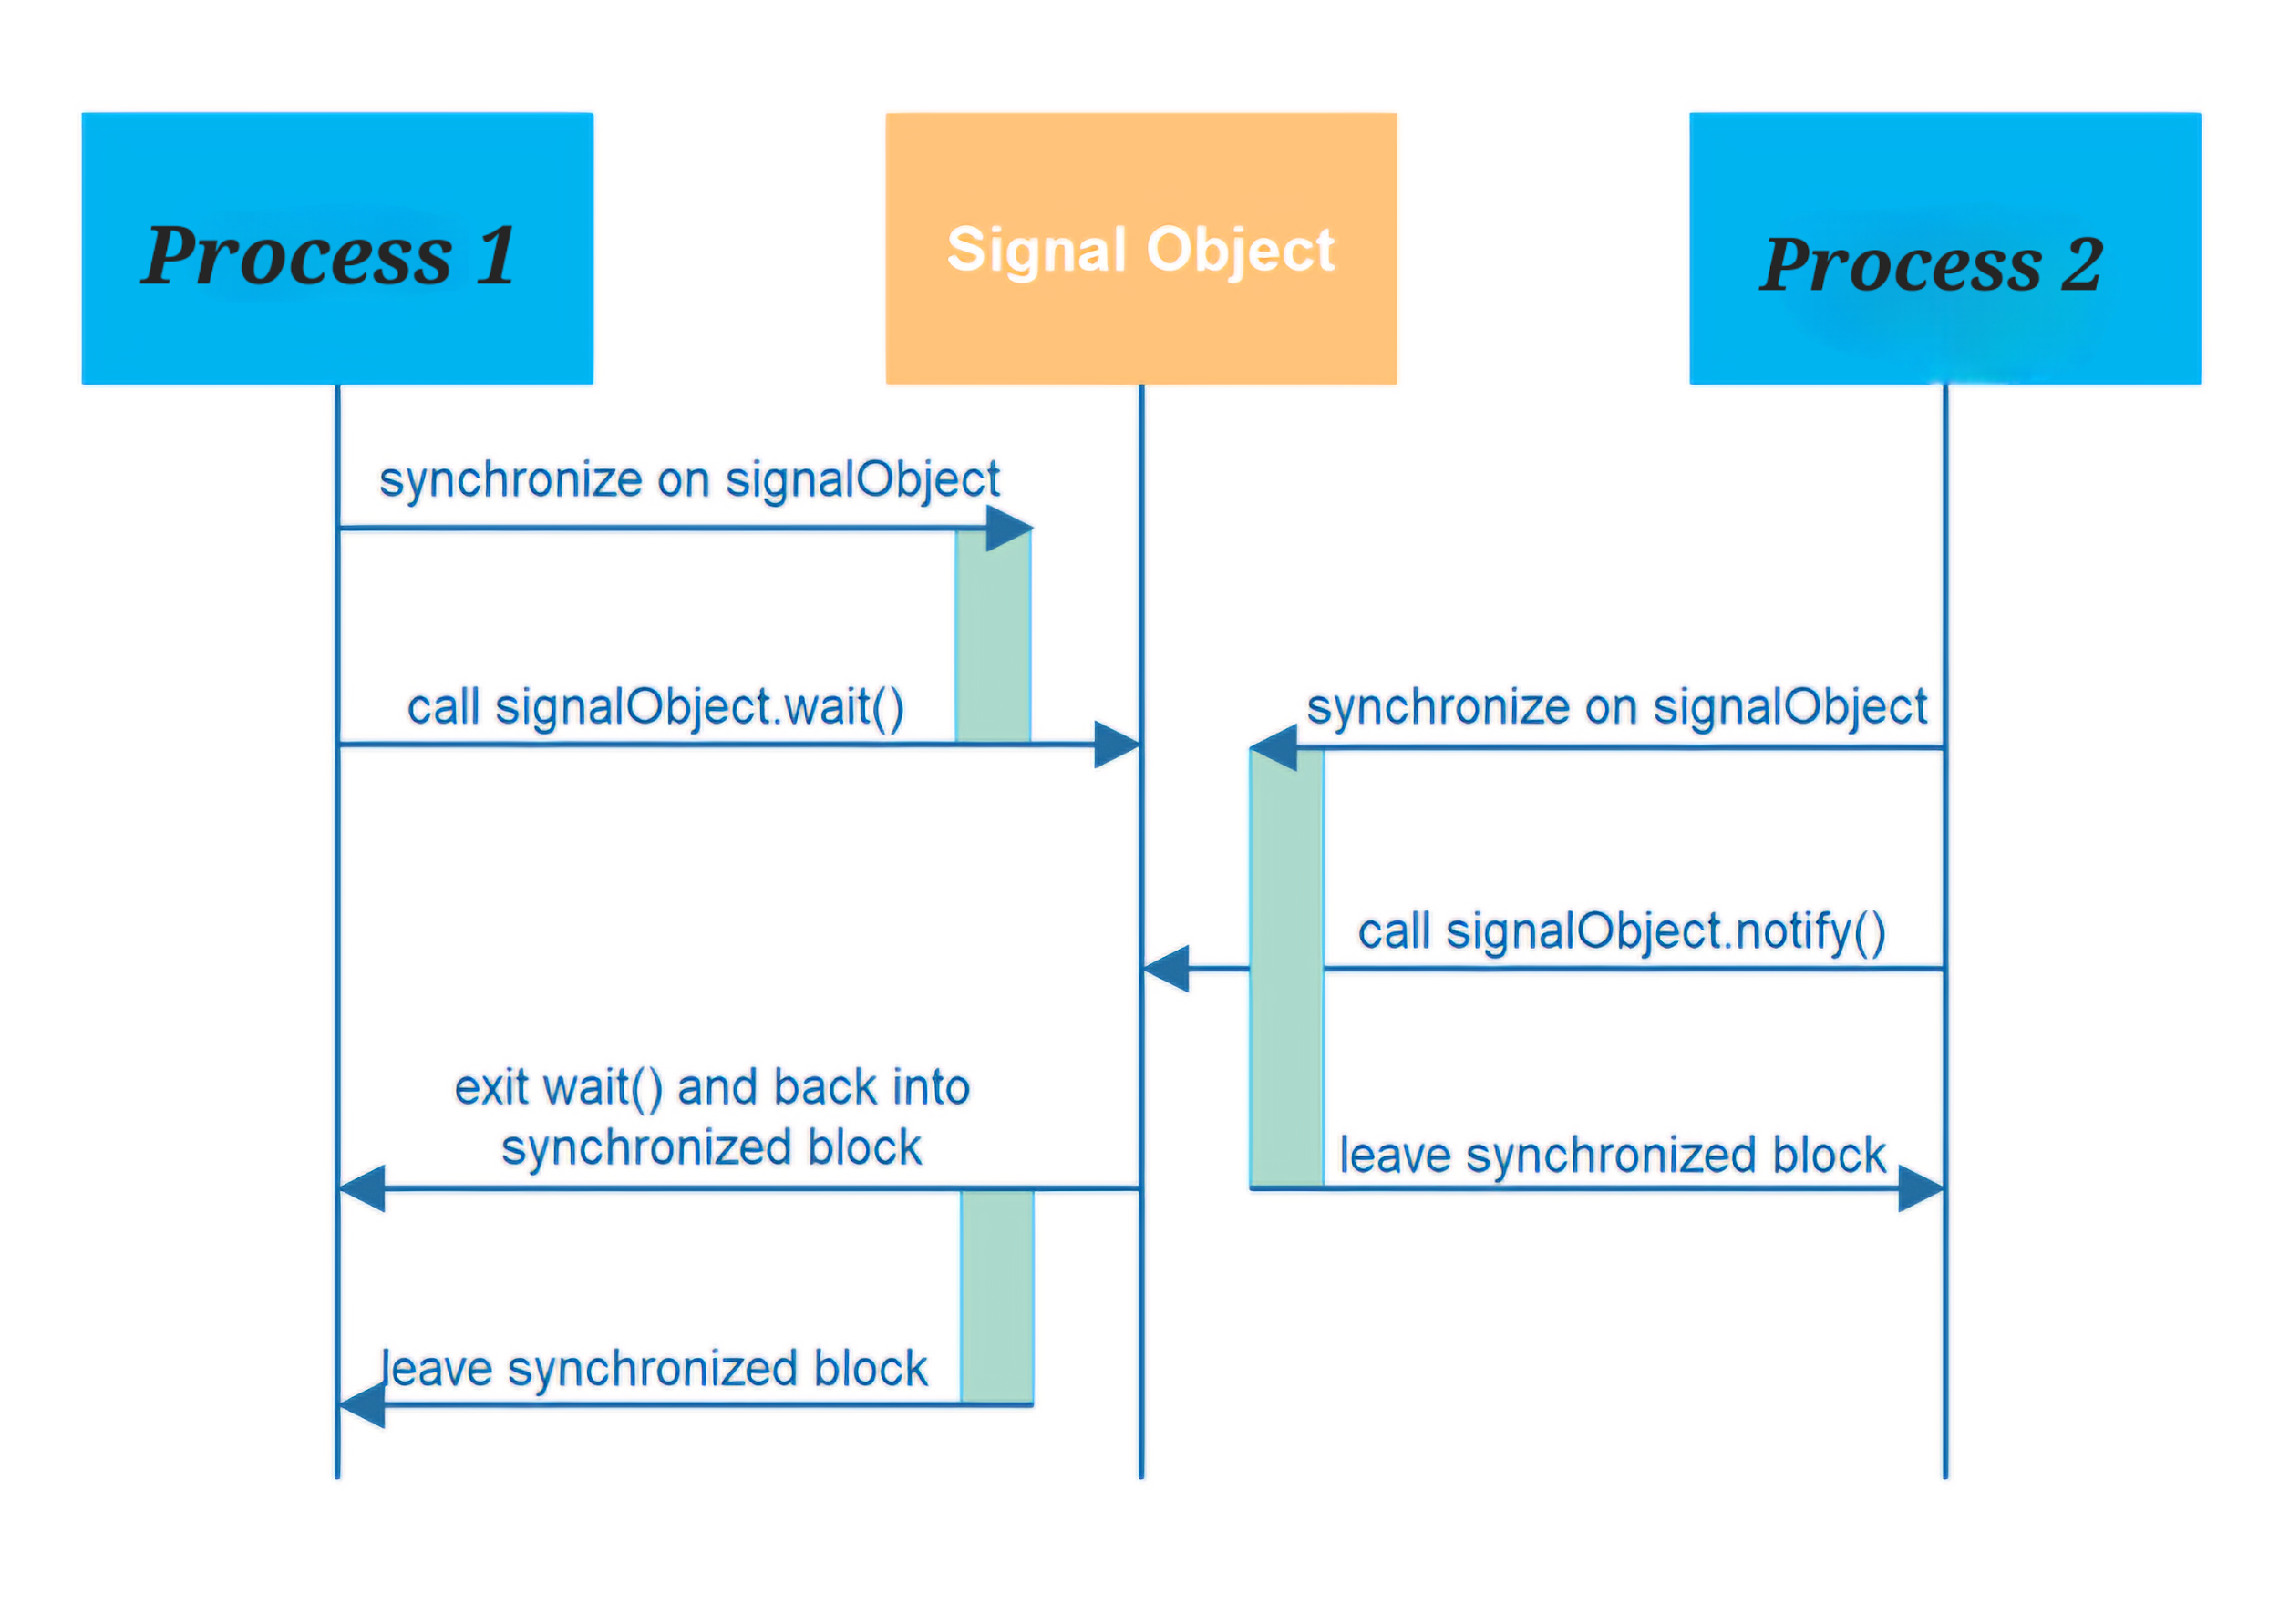 Process 1
Signal Object
Process 2
synchronize on signalObject
call signalObject.wait()
synchronize on signalObject
call signalObject.notify()
exit wait() and back into
synchronized block
leave synchronized block
leave synchronized block